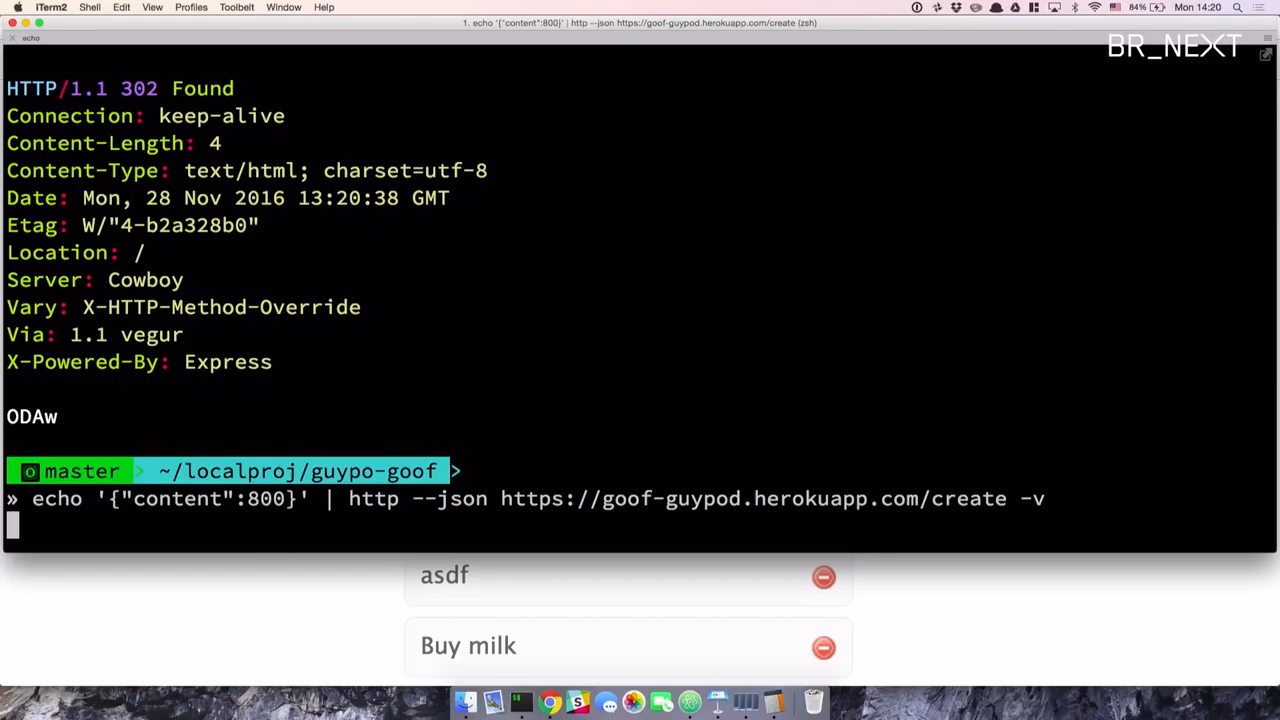 iTerm2 Shell Edit View Profiles Toolbelt Window Help 84% Mon 14:20
1. echo '{"content":800}' | http --json https://goof-guypod.herokuapp.com/create (zsh)
echo
BR_NEXT
HTTP/1.1 302 Found
Connection: keep-alive
Content-Length: 4
Content-Type: text/html; charset=utf-8
Date: Mon, 28 Nov 2016 13:20:38 GMT
Etag: W/"4-b2a328b0"
Location: /
Server: Cowboy
Vary: X-HTTP-Method-Override
Via: 1.1 vegur
X-Powered-By: Express
ODAw
master > ~/localproj/guypo-goof >
» echo '{"content":800}' | http --json https://goof-guypod.herokuapp.com/create -v
asdf
Buy milk